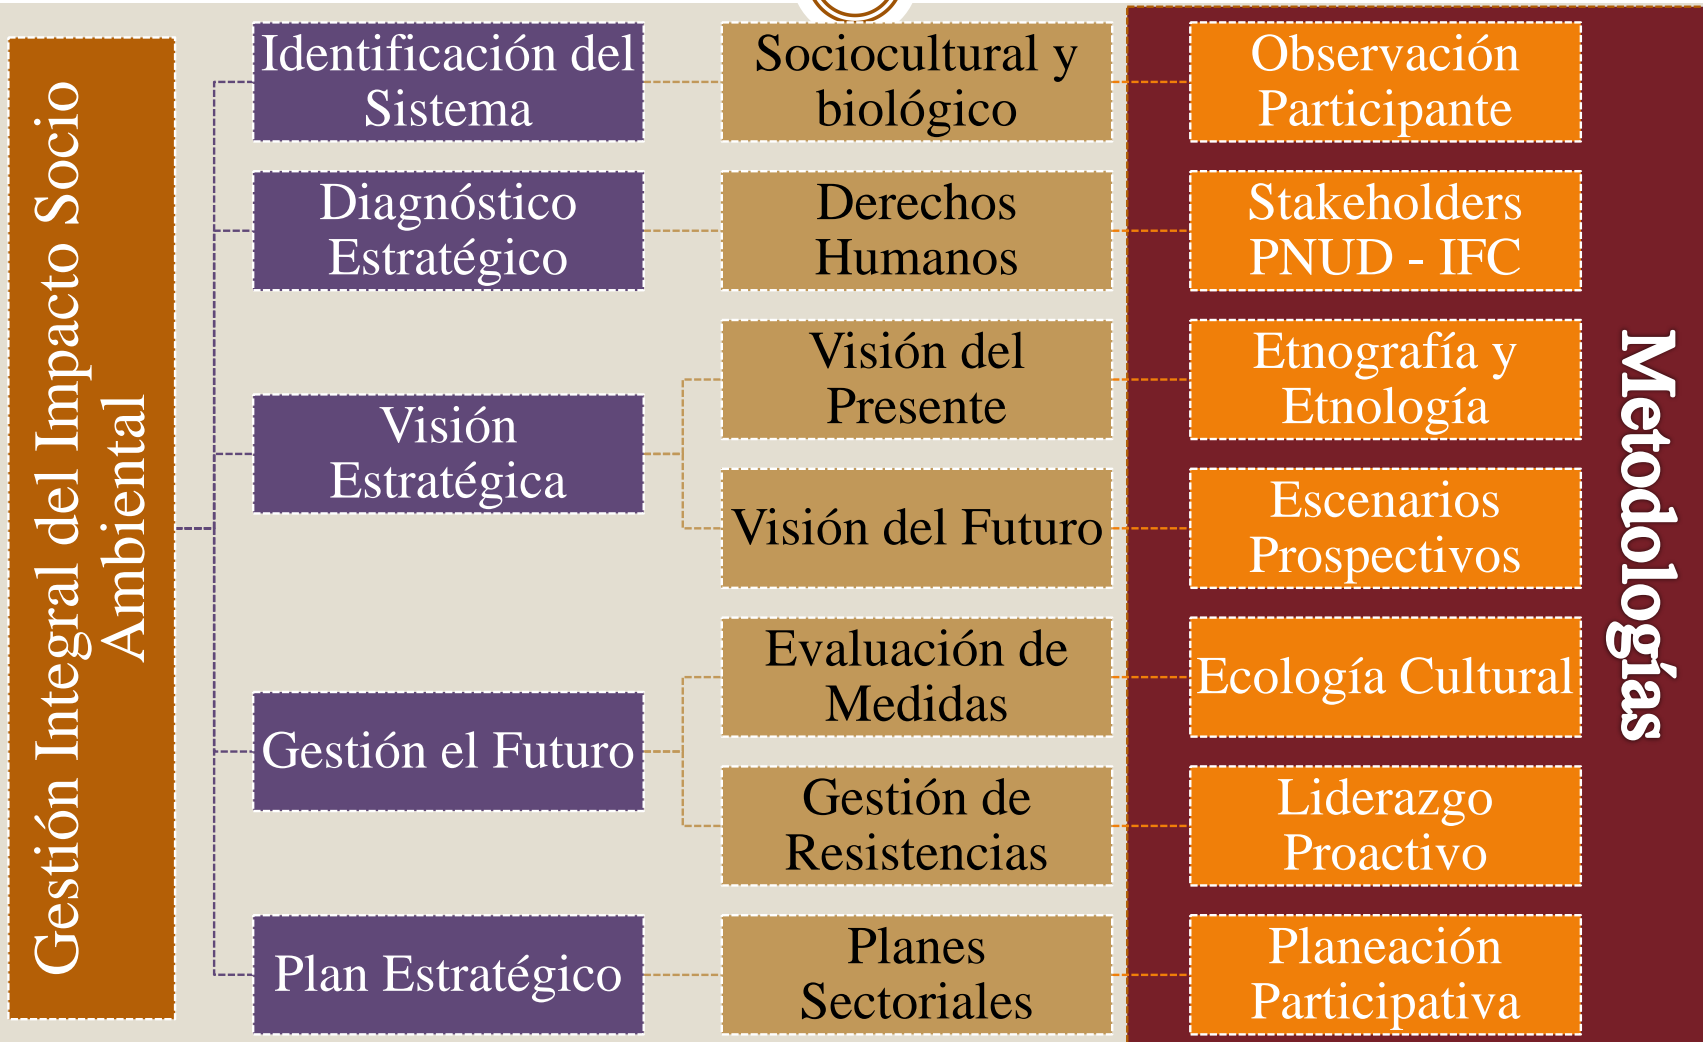 Gestión Integral del Impacto Socio
Ambiental
Identificación del
Sistema
Sociocultural y
biológico
Observación
Participante
Diagnóstico
Estratégico
Derechos
Humanos
Stakeholders
PNUD - IFC
Visión
Estratégica
Visión del
Presente
Etnografía y
Etnología
Visión del Futuro
Escenarios
Prospectivos
Gestión el Futuro
Evaluación de
Medidas
Ecología Cultural
Gestión de
Resistencias
Liderazgo
Proactivo
Plan Estratégico
Planes
Sectoriales
Planeación
Participativa
Metodologías